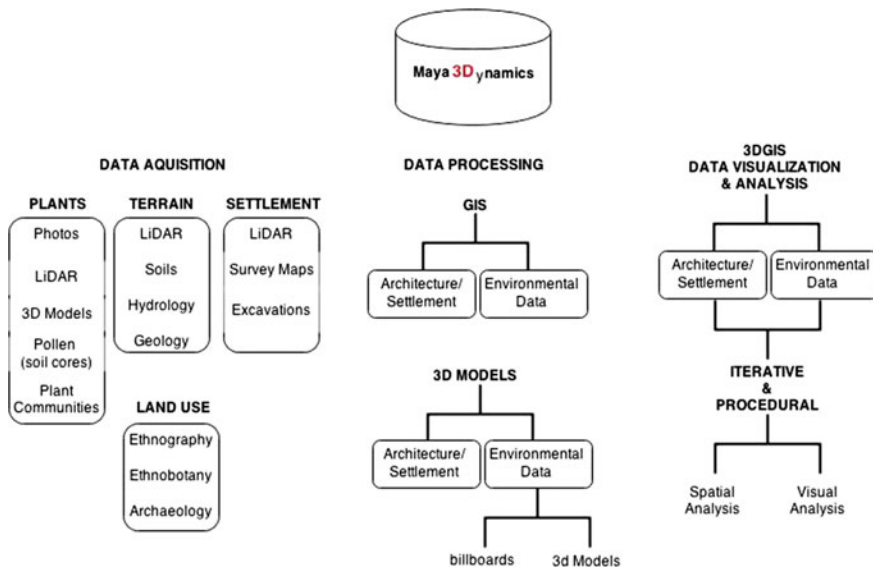 Maya 3Dynamics
DATA AQUISITION
PLANTS
Photos
LiDAR
3D Models
Pollen
(soil cores)
Plant
Communities
TERRAIN
LiDAR
Soils
Hydrology
Geology
SETTLEMENT
LiDAR
Survey Maps
Excavations
LAND USE
Ethnography
Ethnobotany
Archaeology
DATA PROCESSING
GIS
Architecture/
Settlement
Environmental
Data
3D MODELS
Architecture/
Settlement
Environmental
Data
billboards
3d Models
3DGIS
DATA VISUALIZATION
& ANALYSIS
Architecture/
Settlement
Environmental
Data
ITERATIVE
&
PROCEDURAL
Spatial
Analysis
Visual
Analysis